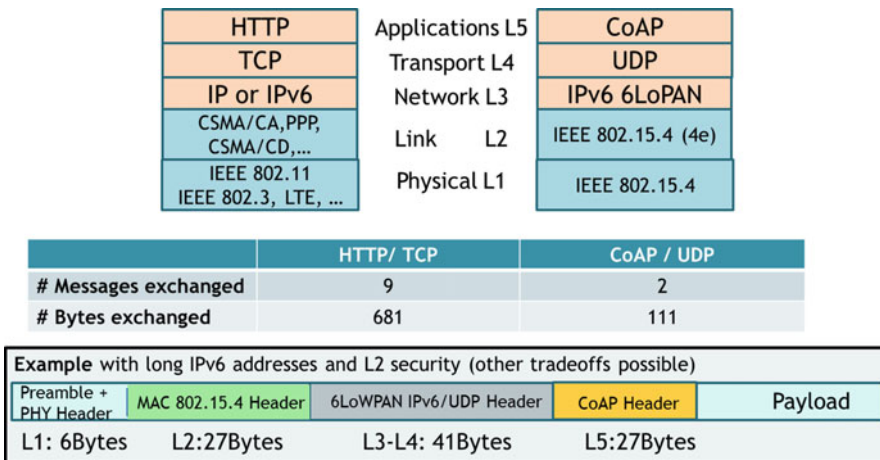 HTTP Applications L5 CoAP
TCP Transport L4 UDP
IP or IPv6 Network L3 IPv6 6LoPAN
CSMA/CA,PPP,
CSMA/CD,... Link L2 IEEE 802.15.4 (4e)
IEEE 802.11
IEEE 802.3, LTE, ... Physical L1 IEEE 802.15.4
HTTP/ TCP CoAP / UDP
# Messages exchanged 9 2
# Bytes exchanged 681 111
Example with long IPv6 addresses and L2 security (other tradeoffs possible)
Preamble +
PHY Header MAC 802.15.4 Header 6LoWPAN IPv6/UDP Header CoAP Header Payload
L1: 6Bytes L2:27Bytes L3-L4: 41Bytes L5:27Bytes